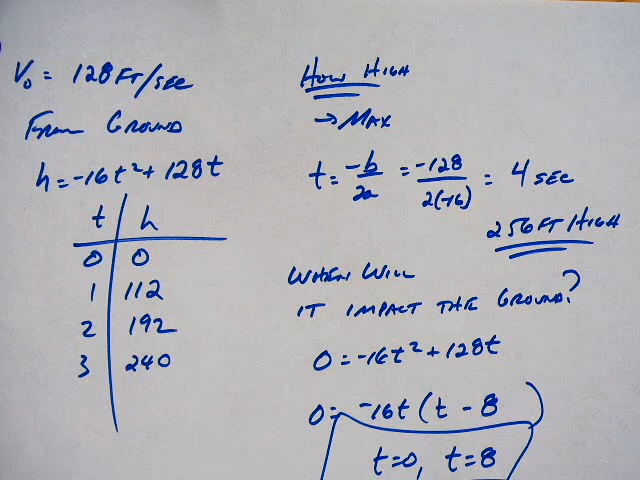 V₀ = 128 FT/SEC
From GROUND
h = -16t² + 128t
t | h
0 | 0
1 | 112
2 | 192
3 | 240
HOW HIGH
→ MAX
t = -b/2a = -128/2(-16) = 4 SEC
256 FT HIGH
WHEN WILL
IT IMPACT THE GROUND?
0 = -16t² + 128t
0 = -16t (t - 8)
t=0, t=8